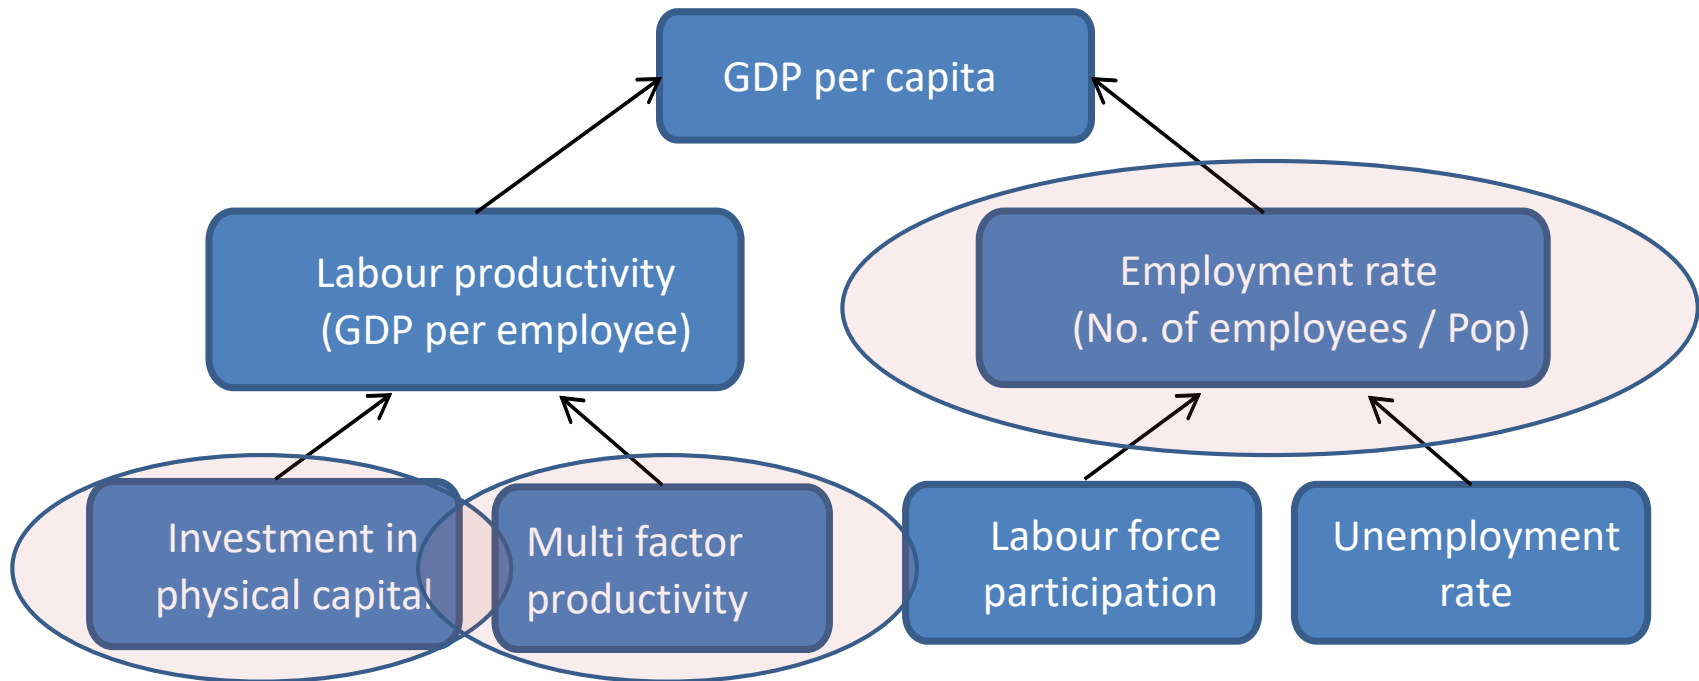 GDP per capita
Labour productivity
(GDP per employee)
Employment rate
(No. of employees / Pop)
Investment in
physical capital
Multi factor
productivity
Labour force
participation
Unemployment
rate